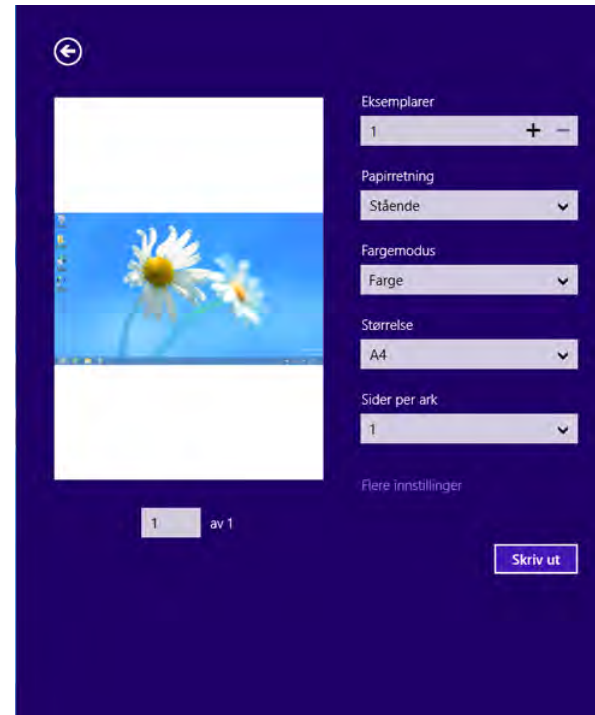 Eksemplarer
1
Papirretning
Stående
Fargemodus
Farge
Størrelse
A4
Sider per ark
1
Flere innstillinger
1 av 1
Skriv ut